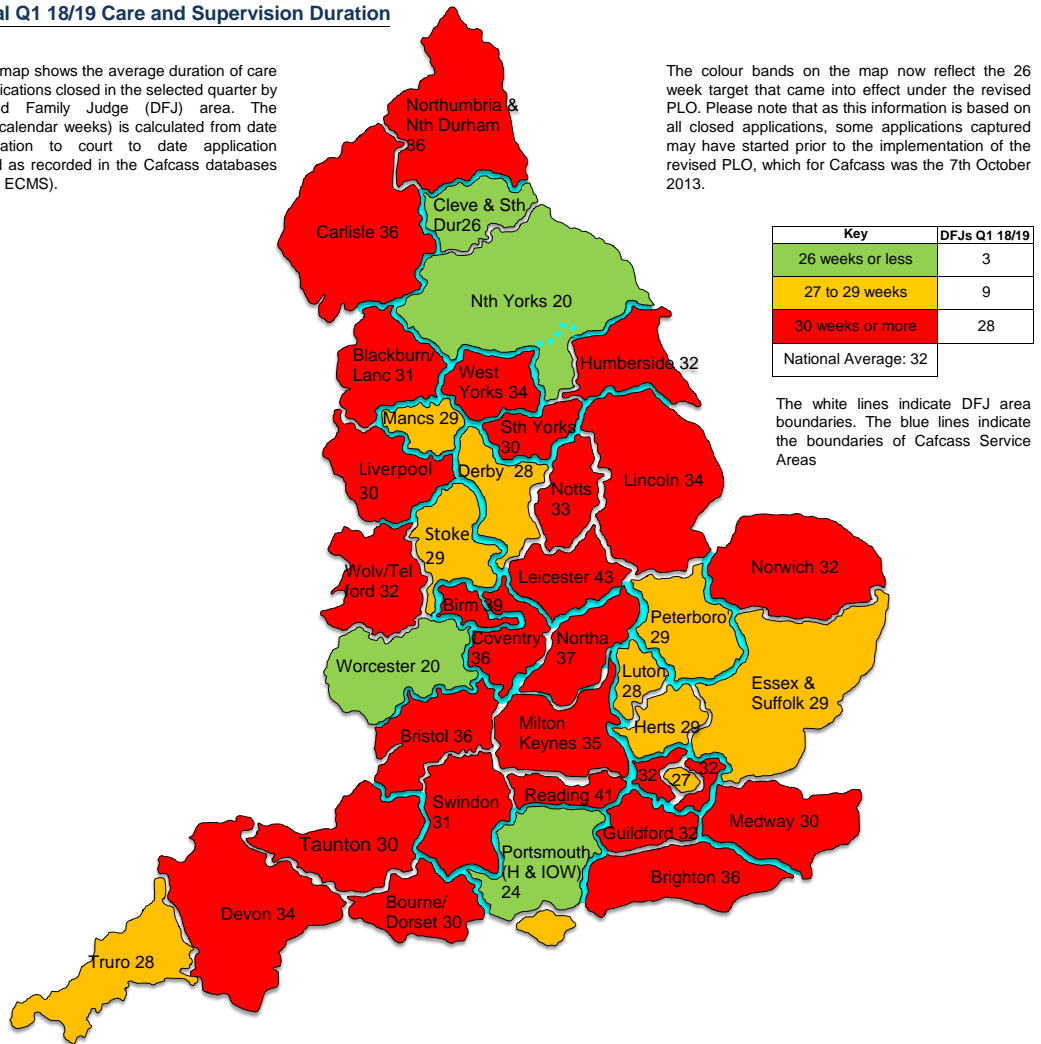 al Q1 18/19 Care and Supervision Duration
map shows the average duration of care
ications closed in the selected quarter by
d Family Judge (DFJ) area. The
calendar weeks) is calculated from date
ation to court to date application
d as recorded in the Cafcass databases
ECMS).
The colour bands on the map now reflect the 26
week target that came into effect under the revised
PLO. Please note that as this information is based on
all closed applications, some applications captured
may have started prior to the implementation of the
revised PLO, which for Cafcass was the 7th October
2013.
Key DFJs Q1 18/19
26 weeks or less 3
27 to 29 weeks 9
30 weeks or more 28
National Average: 32
The white lines indicate DFJ area
boundaries. The blue lines indicate
the boundaries of Cafcass Service
Areas
Northumbria &
Nth Durham
36
Cleve & Sth
Dur26
Carlisle 36
Nth Yorks 20
Blackburn/
Lanc 31
West
Yorks 34
Humberside 32
Mancs 29
Sth Yorks
30
Liverpool
30
Derby 28
Notts
33
Lincoln 34
Stoke
29
Wolv/Tel
ford 32
Leicester 43
Norwich 32
Birm 39
Peterboro
29
Coventry
36
Northa
37
Worcester 20
Luton
28
Essex &
Suffolk 29
Herts 29
Bristol 36
Milton
Keynes 35
32
27
32
Reading 41
Swindon
31
Guildford 32
Medway 30
Taunton 30
Portsmouth
(H & IOW)
24
Brighton 36
Bourne/
Dorset 30
Devon 34
Truro 28